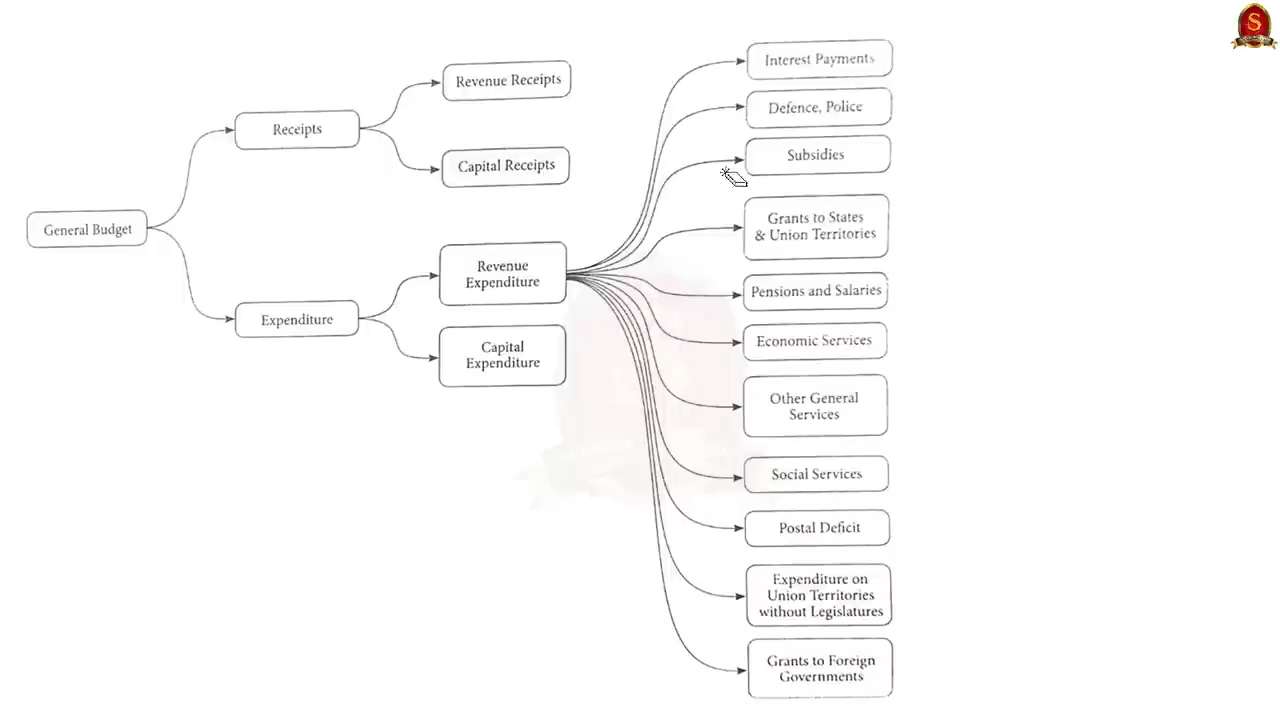 S
General Budget
Receipts
Revenue Receipts
Capital Receipts
Expenditure
Revenue
Expenditure
Capital
Expenditure
Interest Payments
Defence, Police
Subsidies
Grants to States
& Union Territories
Pensions and Salaries
Economic Services
Other General
Services
Social Services
Postal Deficit
Expenditure on
Union Territories
without Legislatures
Grants to Foreign
Governments